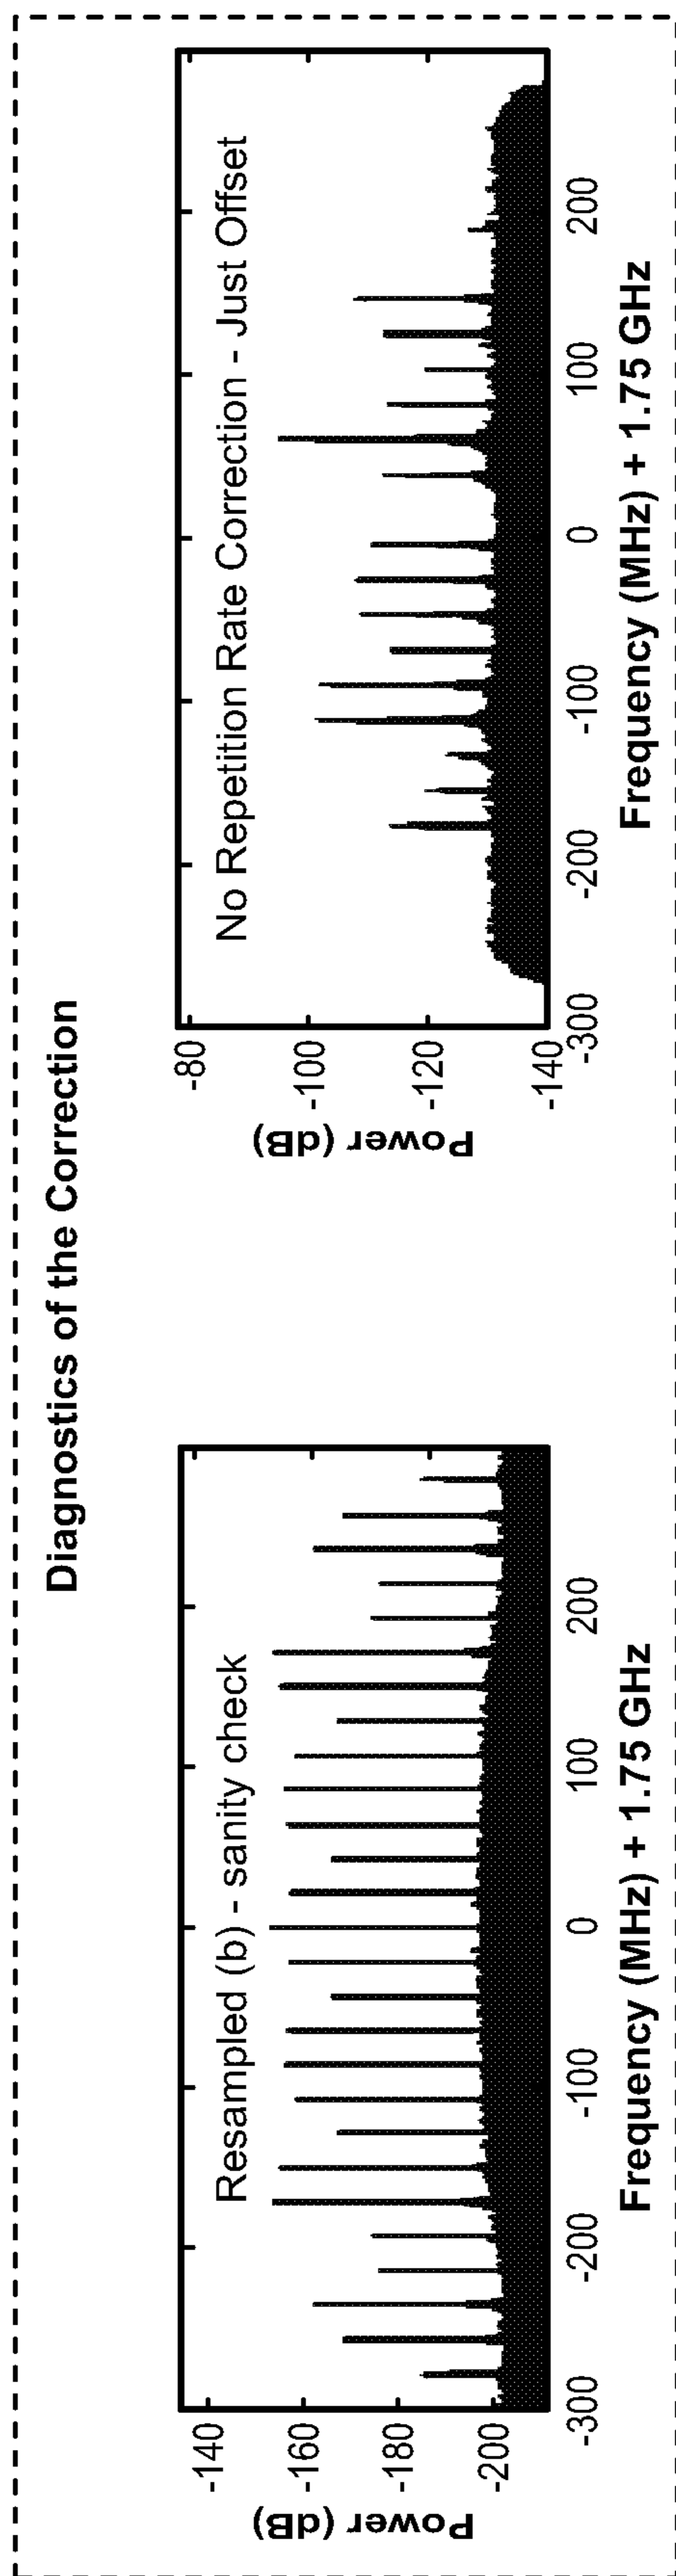 Diagnostics of the Correction
Resampled (b) - sanity check
Power (dB)
-140
-160
-180
-200
-300
-200
-100
0
100
200
Frequency (MHz) + 1.75 GHz
No Repetition Rate Correction - Just Offset
Power (dB)
-80
-100
-120
-140
-300
-200
-100
0
100
200
Frequency (MHz) + 1.75 GHz